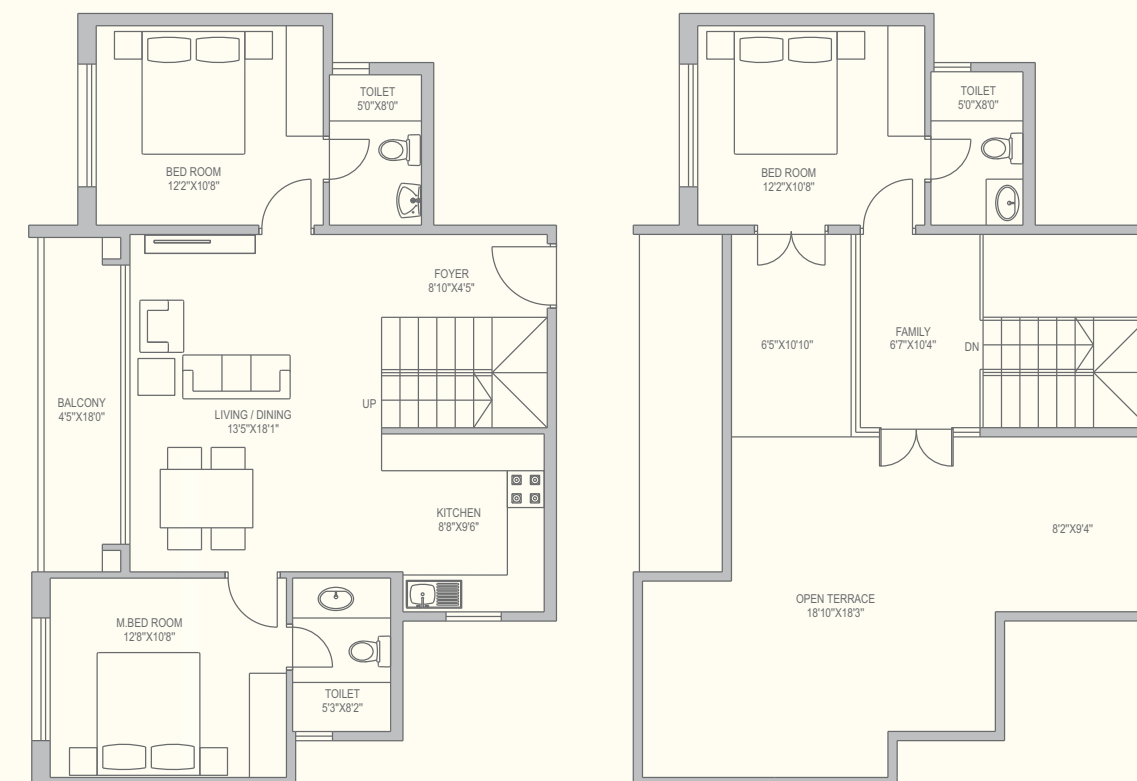 TOILET
5'0"X8'0"
BED ROOM
12'2"X10'8"
FOYER
8'10"X4'5"
BALCONY
4'5"X18'0"
LIVING / DINING
13'5"X18'1"
UP
KITCHEN
8'8"X9'6"
M.BED ROOM
12'8"X10'8"
TOILET
5'3"X8'2"
TOILET
5'0"X8'0"
BED ROOM
12'2"X10'8"
6'5"X10'10"
FAMILY
6'7"X10'4"
DN
8'2"X9'4"
OPEN TERRACE
18'10"X18'3"